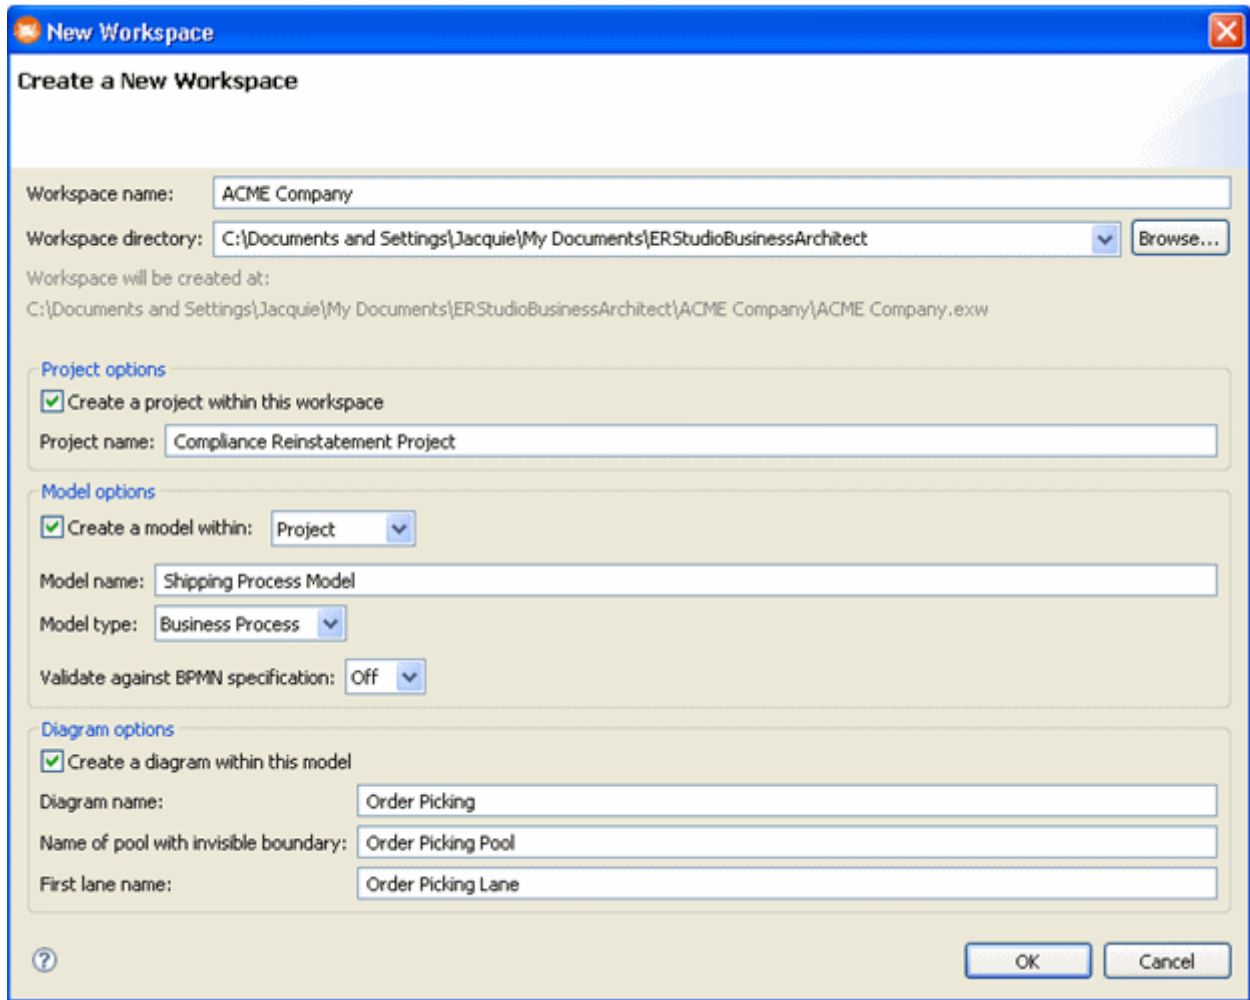 New Workspace
Create a New Workspace
Workspace name: ACME Company
Workspace directory: C:\Documents and Settings\Jacquie\My Documents\ERStudioBusinessArchitect Browse...
Workspace will be created at:
C:\Documents and Settings\Jacquie\My Documents\ERStudioBusinessArchitect\ACME Company\ACME Company.exw
Project options
Create a project within this workspace
Project name: Compliance Reinstatement Project
Model options
Create a model within: Project
Model name: Shipping Process Model
Model type: Business Process
Validate against BPMN specification: Off
Diagram options
Create a diagram within this model
Diagram name: Order Picking
Name of pool with invisible boundary: Order Picking Pool
First lane name: Order Picking Lane
? OK Cancel